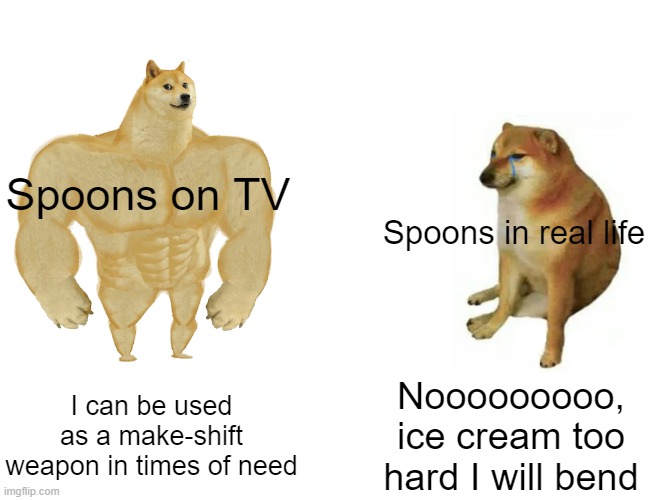 Spoons on TV
Spoons in real life
I can be used
as a make-shift
weapon in times of need
Nooooooooo,
ice cream too
hard I will bend
imgflip.com